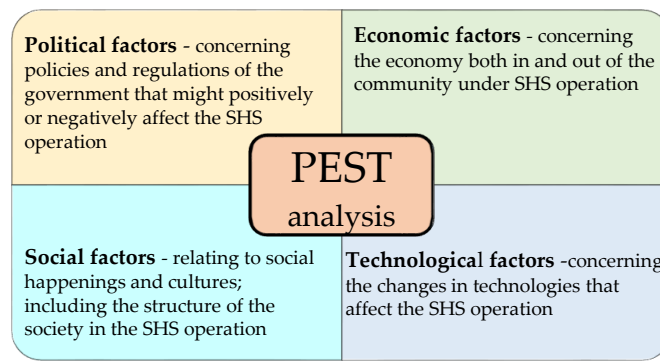 Political factors - concerning
policies and regulations of the
government that might positively
or negatively affect the SHS
operation
Economic factors - concerning
the economy both in and out of the
community under SHS operation
PEST
analysis
Social factors - relating to social
happenings and cultures;
including the structure of the
society in the SHS operation
Technological factors -concerning
the changes in technologies that
affect the SHS operation